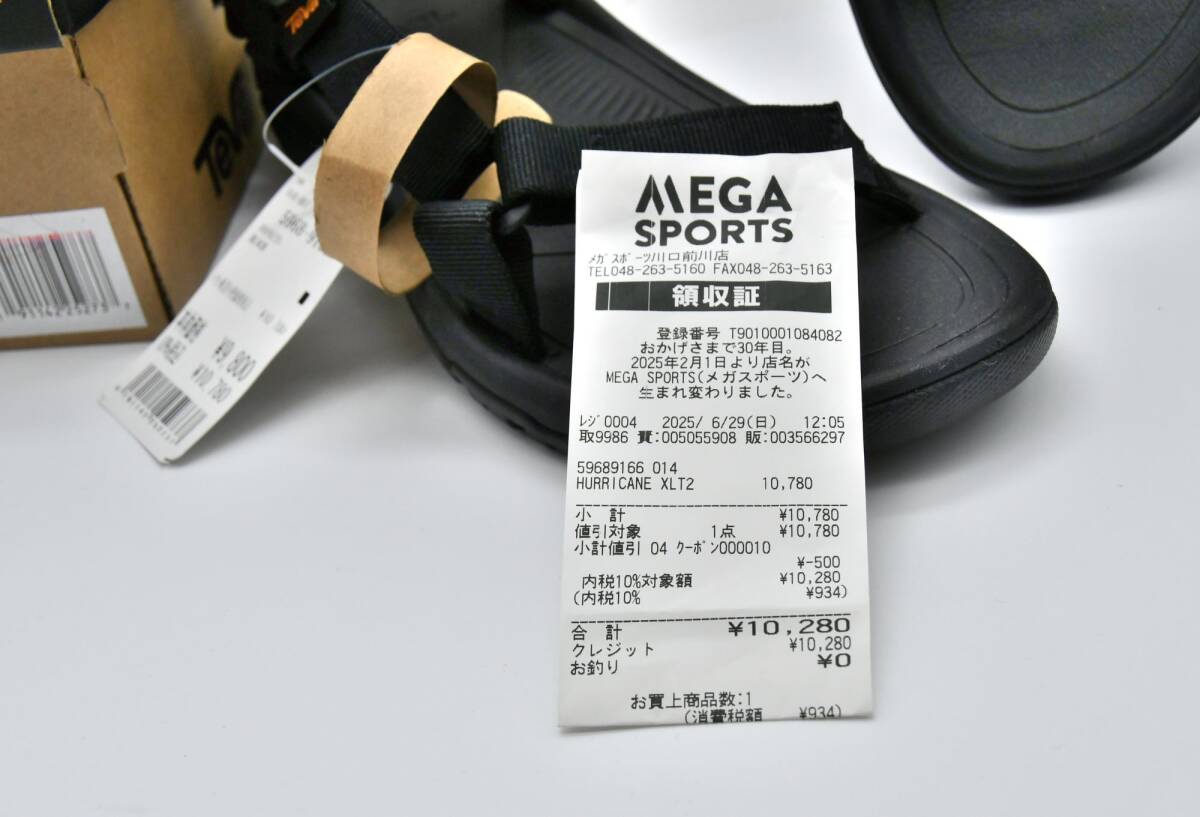 Teva
Teva
MEGA
SPORTS
ﾒｶﾞｽﾎﾟｰﾂ川口前川店
TEL048-263-5160 FAX048-263-5163
領収証
登録番号 T9010001084082
おかげさまで30年目。
2025年2月1日より店名が
MEGA SPORTS(メガスポーツ)へ
生まれ変わりました。
ﾚｼﾞ0004 2025/ 6/29(日) 12:05
取9986 責:005055908 販:003566297
59689166 014
HURRICANE XLT2 10,780
小 計 ¥10,780
値引対象 1点 ¥10,780
小計値引 04 ｸｰﾎﾟﾝ000010
¥-500
内税10%対象額 ¥10,280
(内税10% ¥934)
合 計 ¥10,280
クレジット ¥10,280
お釣り ¥0
お買上商品数:1
(消費税額 ¥934)
¥9,800
¥10,780